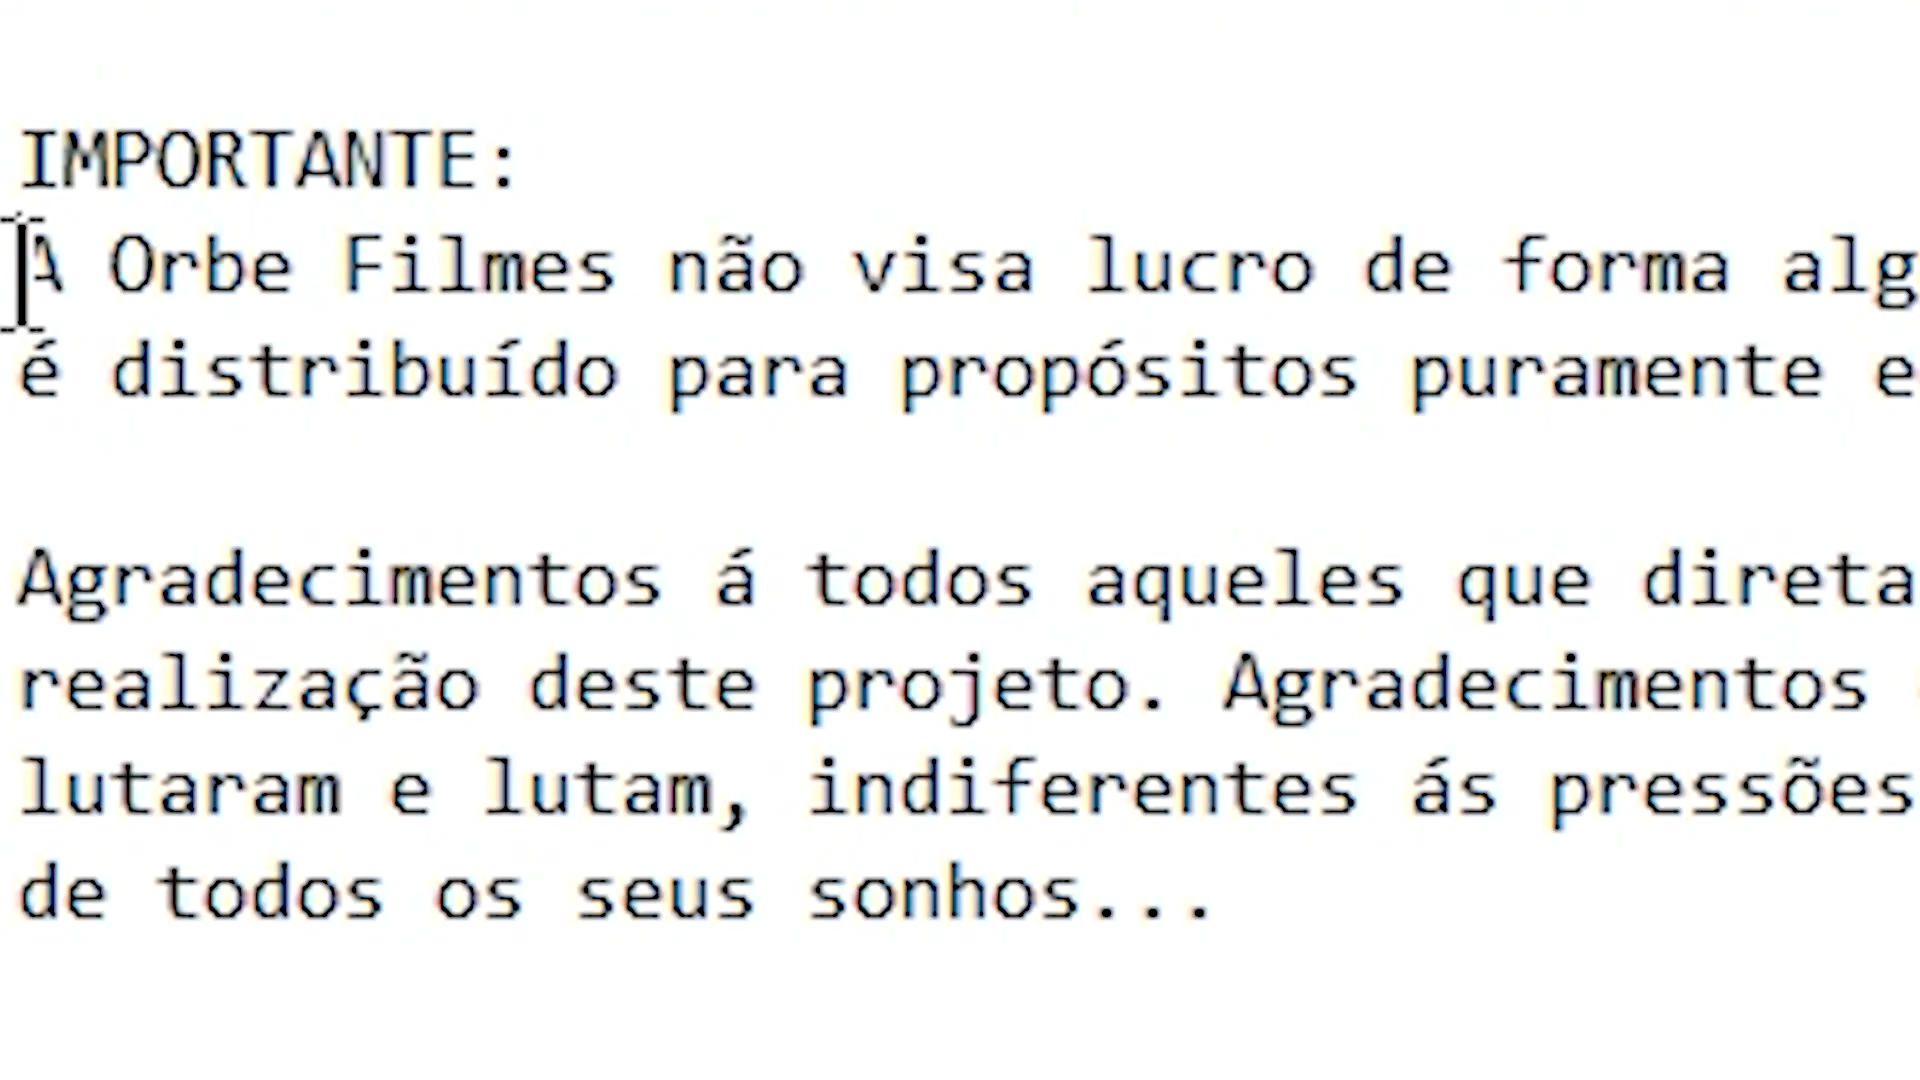 IMPORTANTE:
A Orbe Filmes não visa lucro de forma alg
é distribuído para propósitos puramente e
Agradecimentos á todos aqueles que direta
realização deste projeto. Agradecimentos
lutaram e lutam, indiferentes ás pressões
de todos os seus sonhos...